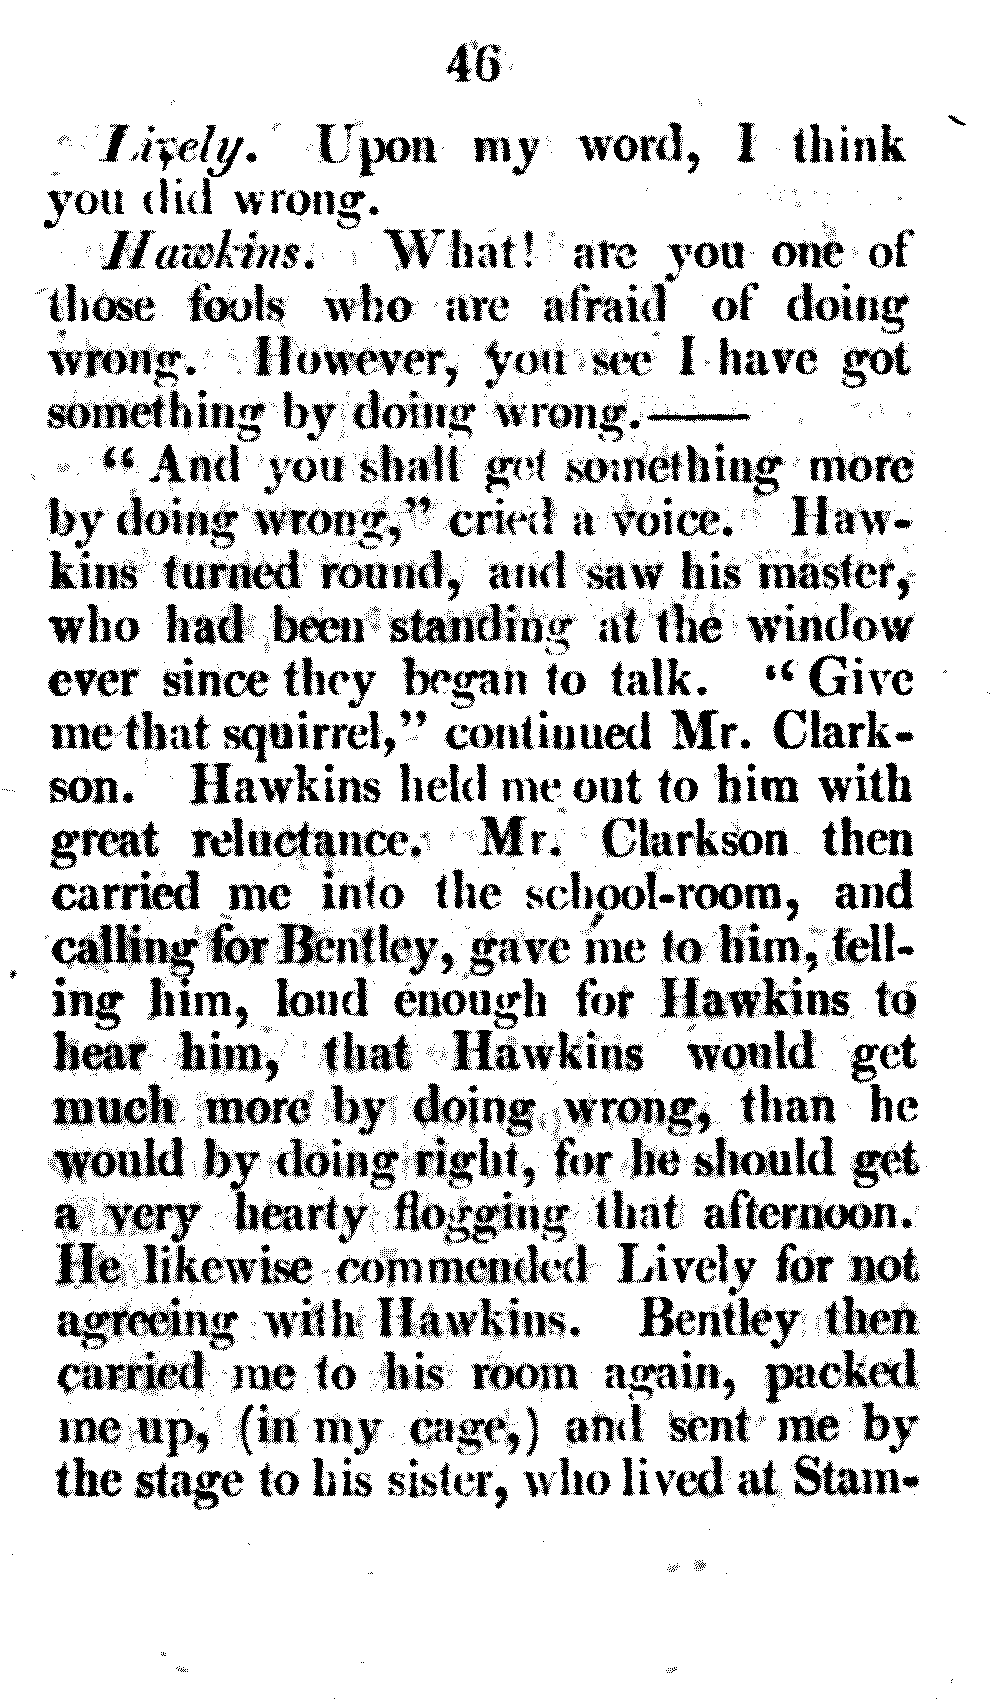 46
Lively. Upon my word, I think
you did wrong.
Hawkins. What! are you one of
those fools who are afraid of doing
wrong. However, you see I have got
something by doing wrong.——
“ And you shall get something more
by doing wrong,” cried a voice. Haw-
kins turned round, and saw his master,
who had been standing at the window
ever since they began to talk. “ Give
me that squirrel,” continued Mr. Clark-
son. Hawkins held me out to him with
great reluctance. Mr. Clarkson then
carried me into the school-room, and
calling for Bentley, gave me to him, tell-
ing him, loud enough for Hawkins to
hear him, that Hawkins would get
much more by doing wrong, than he
would by doing right, for he should get
a very hearty flogging that afternoon.
He likewise commended Lively for not
agreeing with Hawkins. Bentley then
carried me to his room again, packed
me up, (in my cage,) and sent me by
the stage to his sister, who lived at Stam-